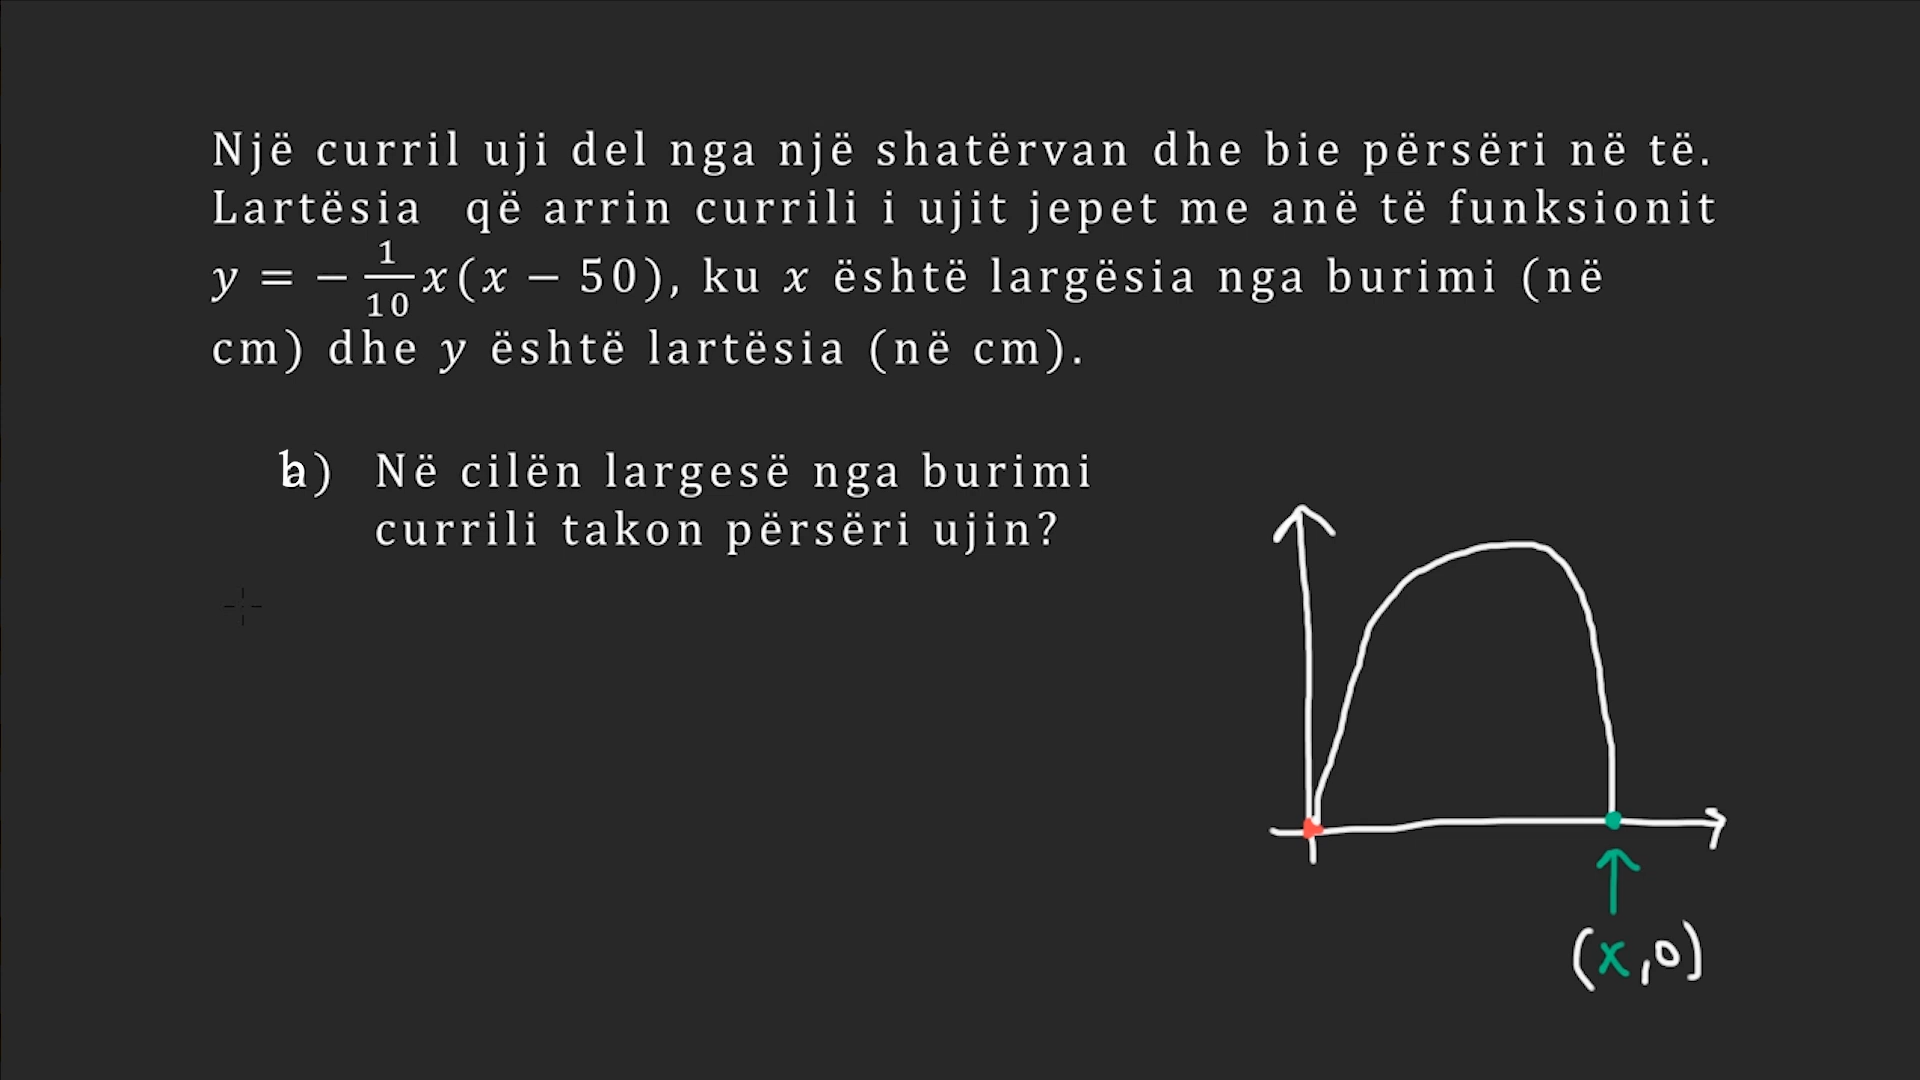 Një curril uji del nga një shatërvan dhe bie përsëri në të.
Lartësia që arrin currili i ujit jepet me anë të funksionit
y = − 1/10 x(x − 50), ku x është largësia nga burimi (në
cm) dhe y është lartësia (në cm).
b) Në cilën largesë nga burimi
currili takon përsëri ujin?
(x,0)